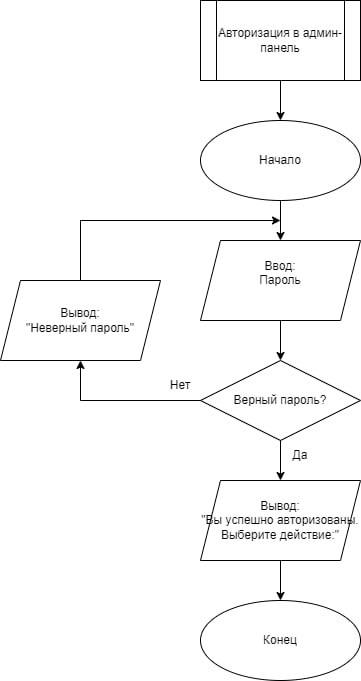 Авторизация в админ-
панель
Начало
Ввод:
Пароль
Вывод:
"Неверный пароль"
Нет
Верный пароль?
Да
Вывод:
"Вы успешно авторизованы.
Выберите действие:"
Конец